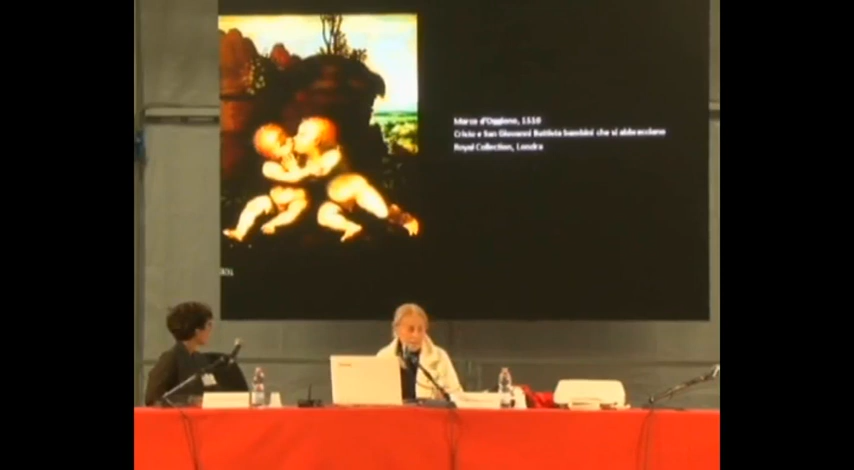 Marco d'Oggiono, 1510
Cristo e San Giovanni Battista bambini che si abbracciano
Royal Collection, Londra